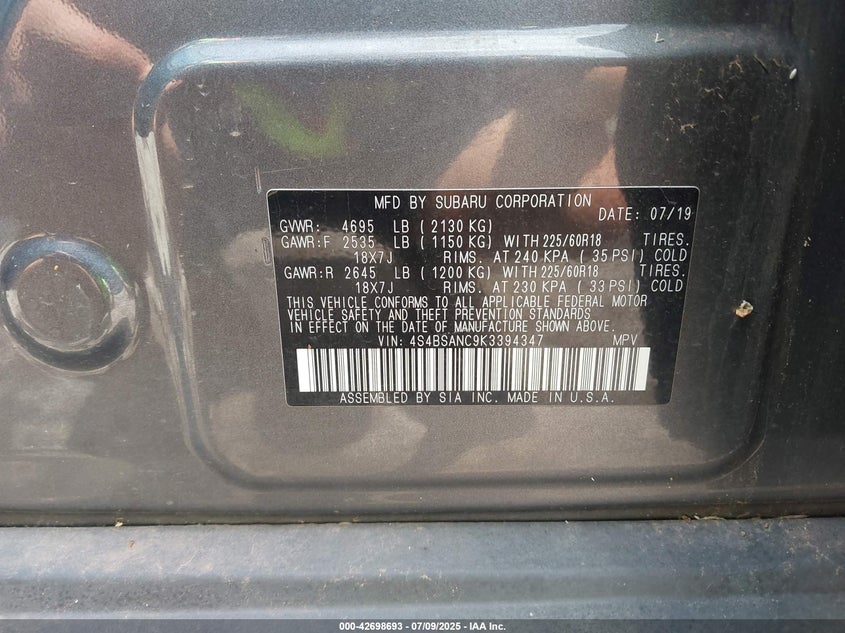 MFD BY SUBARU CORPORATION
DATE: 07/19
GVWR: 4695 LB ( 2130 KG)
GAWR:F 2535 LB ( 1150 KG) WITH 225/60R18 TIRES.
18X7J RIMS. AT 240 KPA ( 35 PSI) COLD
GAWR:R 2645 LB ( 1200 KG) WITH 225/60R18 TIRES.
18X7J RIMS. AT 230 KPA ( 33 PSI) COLD
THIS VEHICLE CONFORMS TO ALL APPLICABLE FEDERAL MOTOR
VEHICLE SAFETY AND THEFT PREVENTION STANDARDS
IN EFFECT ON THE DATE OF MANUFACTURE SHOWN ABOVE.
VIN: 4S4BSANC9K3394347 MPV
ASSEMBLED BY SIA INC. MADE IN U.S.A.
000-42698693 - 07/09/2025 - IAA Inc.